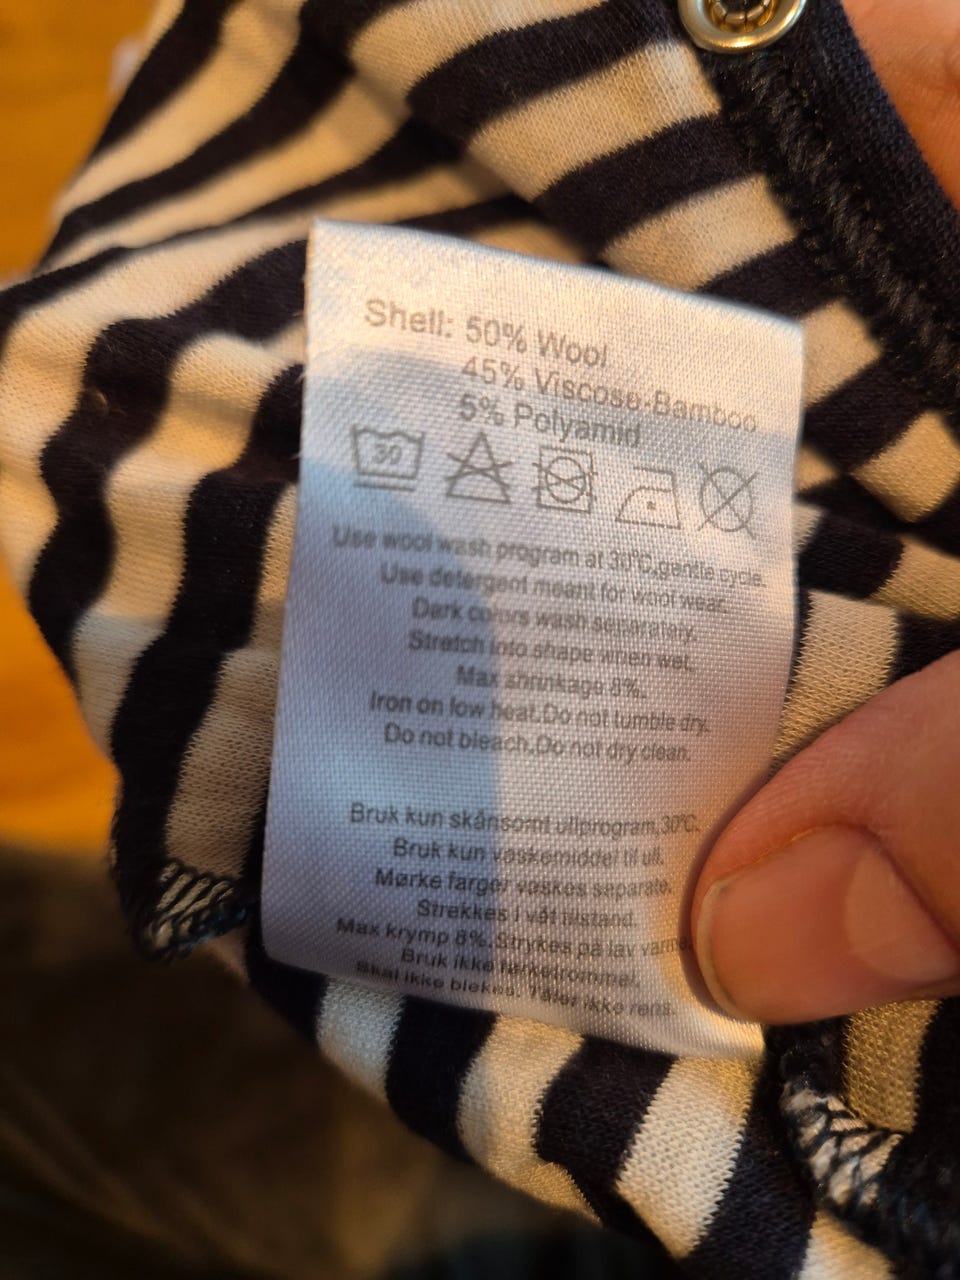 Shell: 50% Wool
45% Viscose:Bamboo
5% Polyamid
30
Use wool wash program at 30°C,gentle cycle.
Use detergent meant for wool wear.
Dark colors wash separately.
Stretch into shape when wet.
Max shrinkage 8%.
Iron on low heat.Do not tumble dry.
Do not bleach,Do not dry clean.
Bruk kun skånsomt ullprogram,30°C.
Bruk kun vaskemiddel til ull.
Mørke farger vaskes separate.
Strekkes i våt tilstand.
Max krymp 8%.Strykes på lav varme
Bruk ikke tørketrommel.
Skal ikke blekes. Tåler ikke rens.